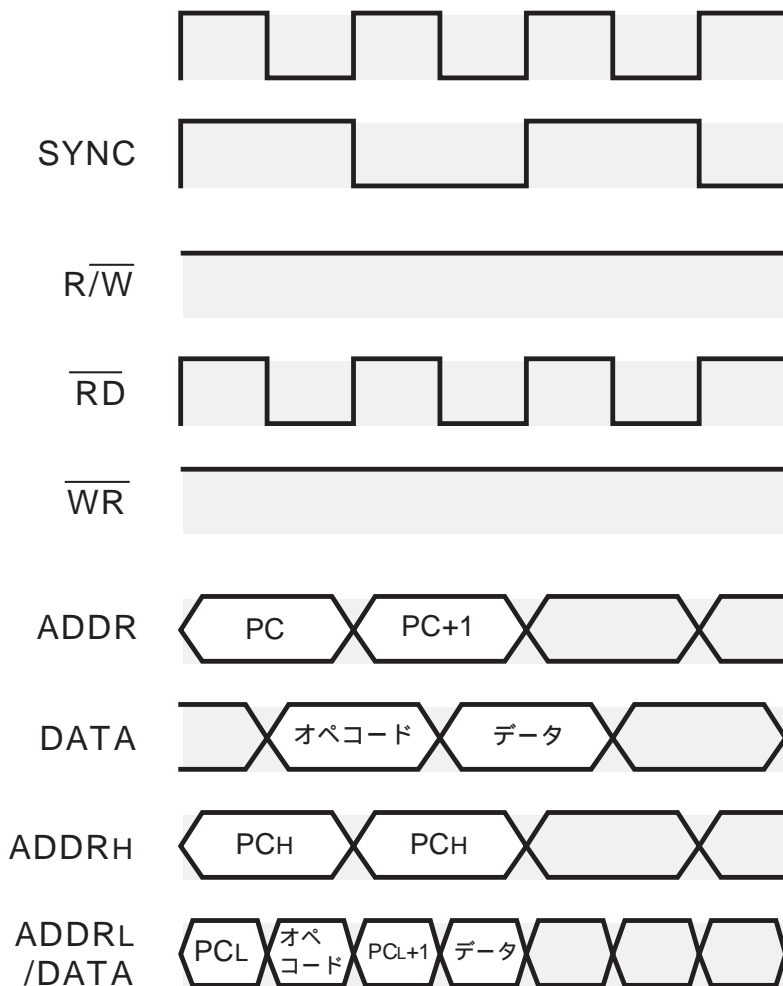 SYNC
R/W
RD
WR
ADDR PC PC+1
DATA オペコード データ
ADDRH PCH PCH
ADDRL
/DATA PCL オペ
コード PCL+1 データ